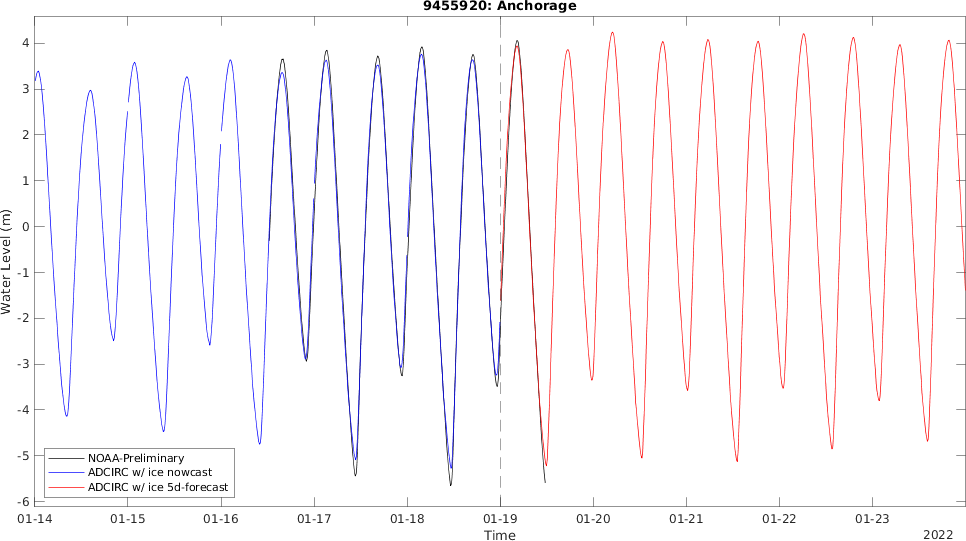 9455920: Anchorage
4
3
2
1
0
-1
-2
-3
-4
-5
-6
Water Level (m)
NOAA-Preliminary
ADCIRC w/ ice nowcast
ADCIRC w/ ice 5d-forecast
01-14 01-15 01-16 01-17 01-18 01-19 01-20 01-21 01-22 01-23
Time
2022